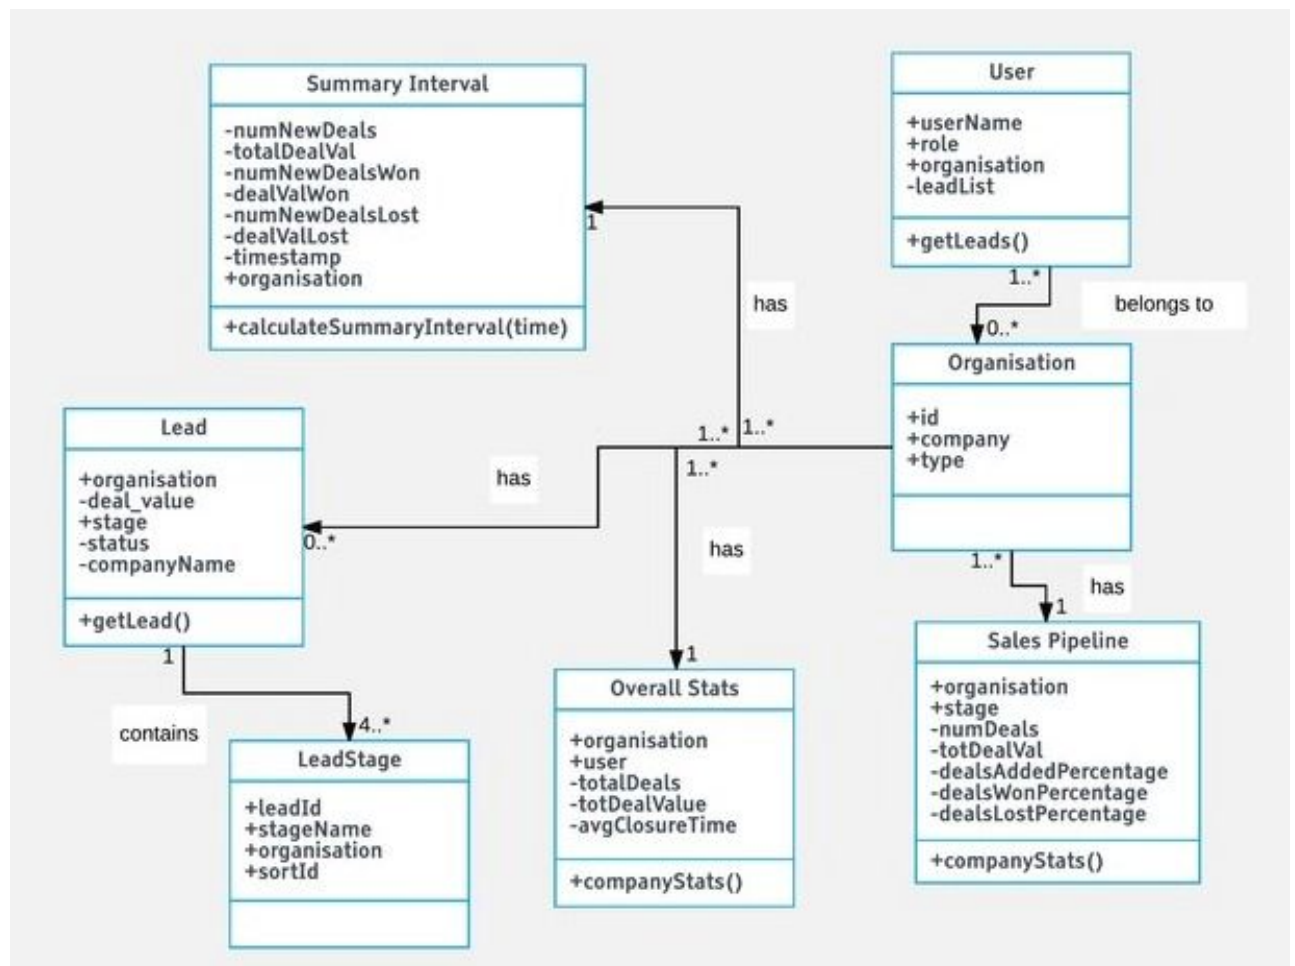 Summary Interval
-numNewDeals
-totalDealVal
-numNewDealsWon
-dealValWon
-numNewDealsLost
-dealValLost
-timestamp
+organisation
+calculateSummaryInterval(time)
User
+userName
+role
+organisation
-leadList
+getLeads()
1
1..*
belongs to
0..*
has
Organisation
+id
+company
+type
1..*
1..*
1..*
has
has
Lead
+organisation
-deal_value
+stage
-status
-companyName
+getLead()
0..*
1..*
has
1
Sales Pipeline
+organisation
+stage
-numDeals
-totDealVal
-dealsAddedPercentage
-dealsWonPercentage
-dealsLostPercentage
+companyStats()
1
contains
4..*
LeadStage
+leadId
+stageName
+organisation
+sortId
1
Overall Stats
+organisation
+user
-totalDeals
-totDealValue
-avgClosureTime
+companyStats()